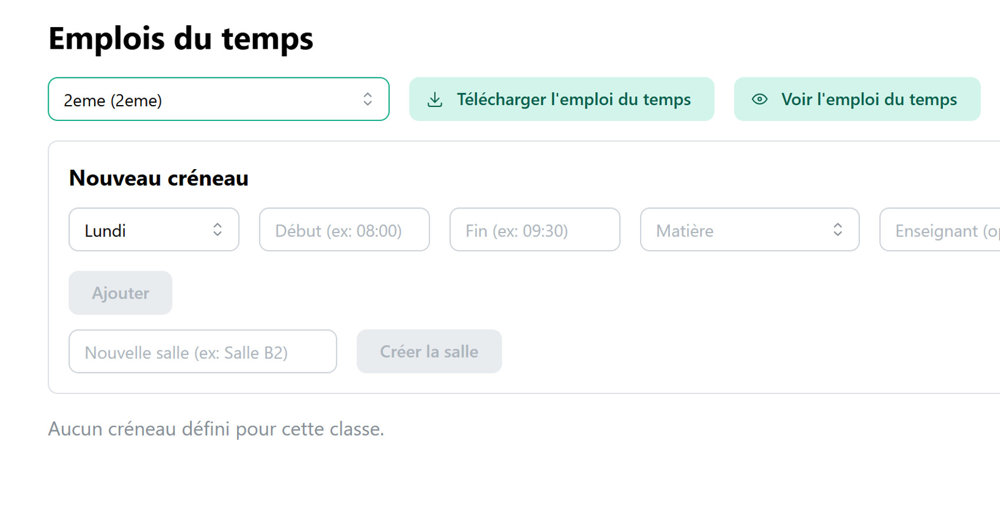 Emplois du temps
2eme (2eme)
Télécharger l'emploi du temps
Voir l'emploi du temps
Nouveau créneau
Lundi
Début (ex: 08:00)
Fin (ex: 09:30)
Matière
Enseignant
Ajouter
Nouvelle salle (ex: Salle B2)
Créer la salle
Aucun créneau défini pour cette classe.